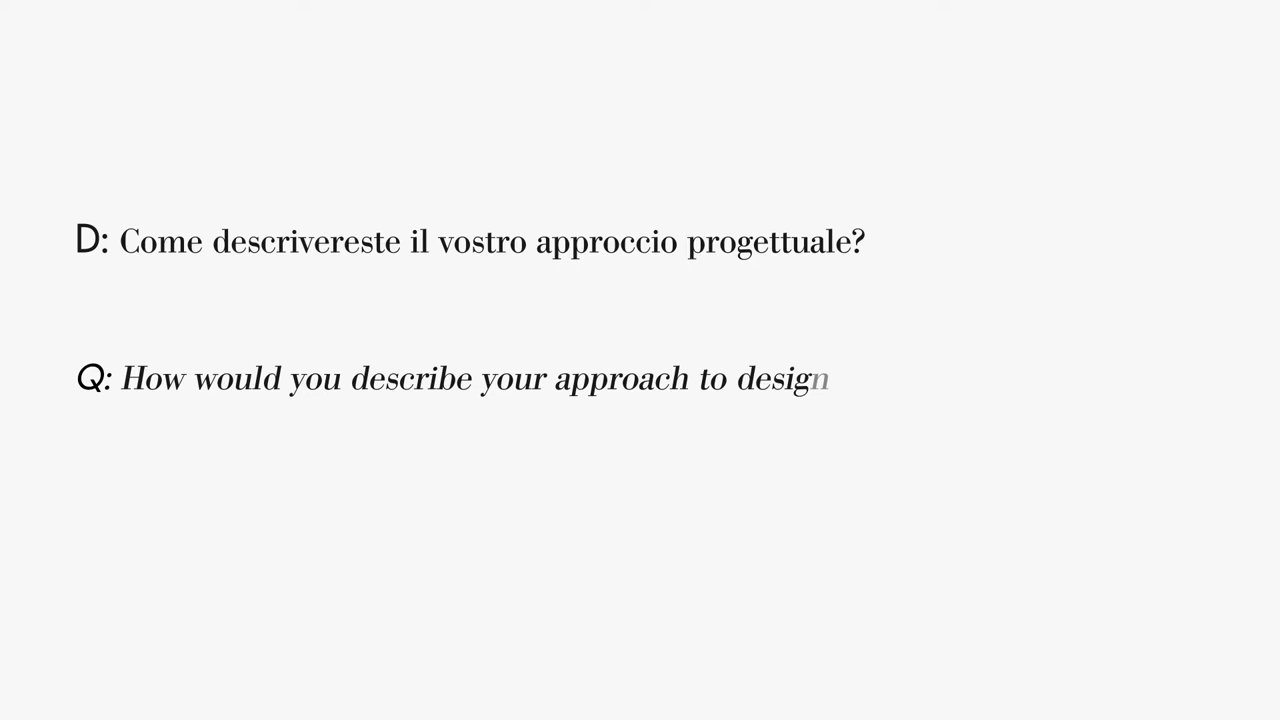 D: Come descrivereste il vostro approccio progettuale?
Q: How would you describe your approach to design